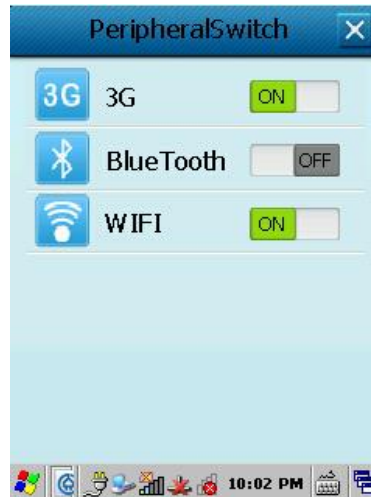 PeripheralSwitch
3G 3G ON
BlueTooth OFF
WIFI ON
10:02 PM